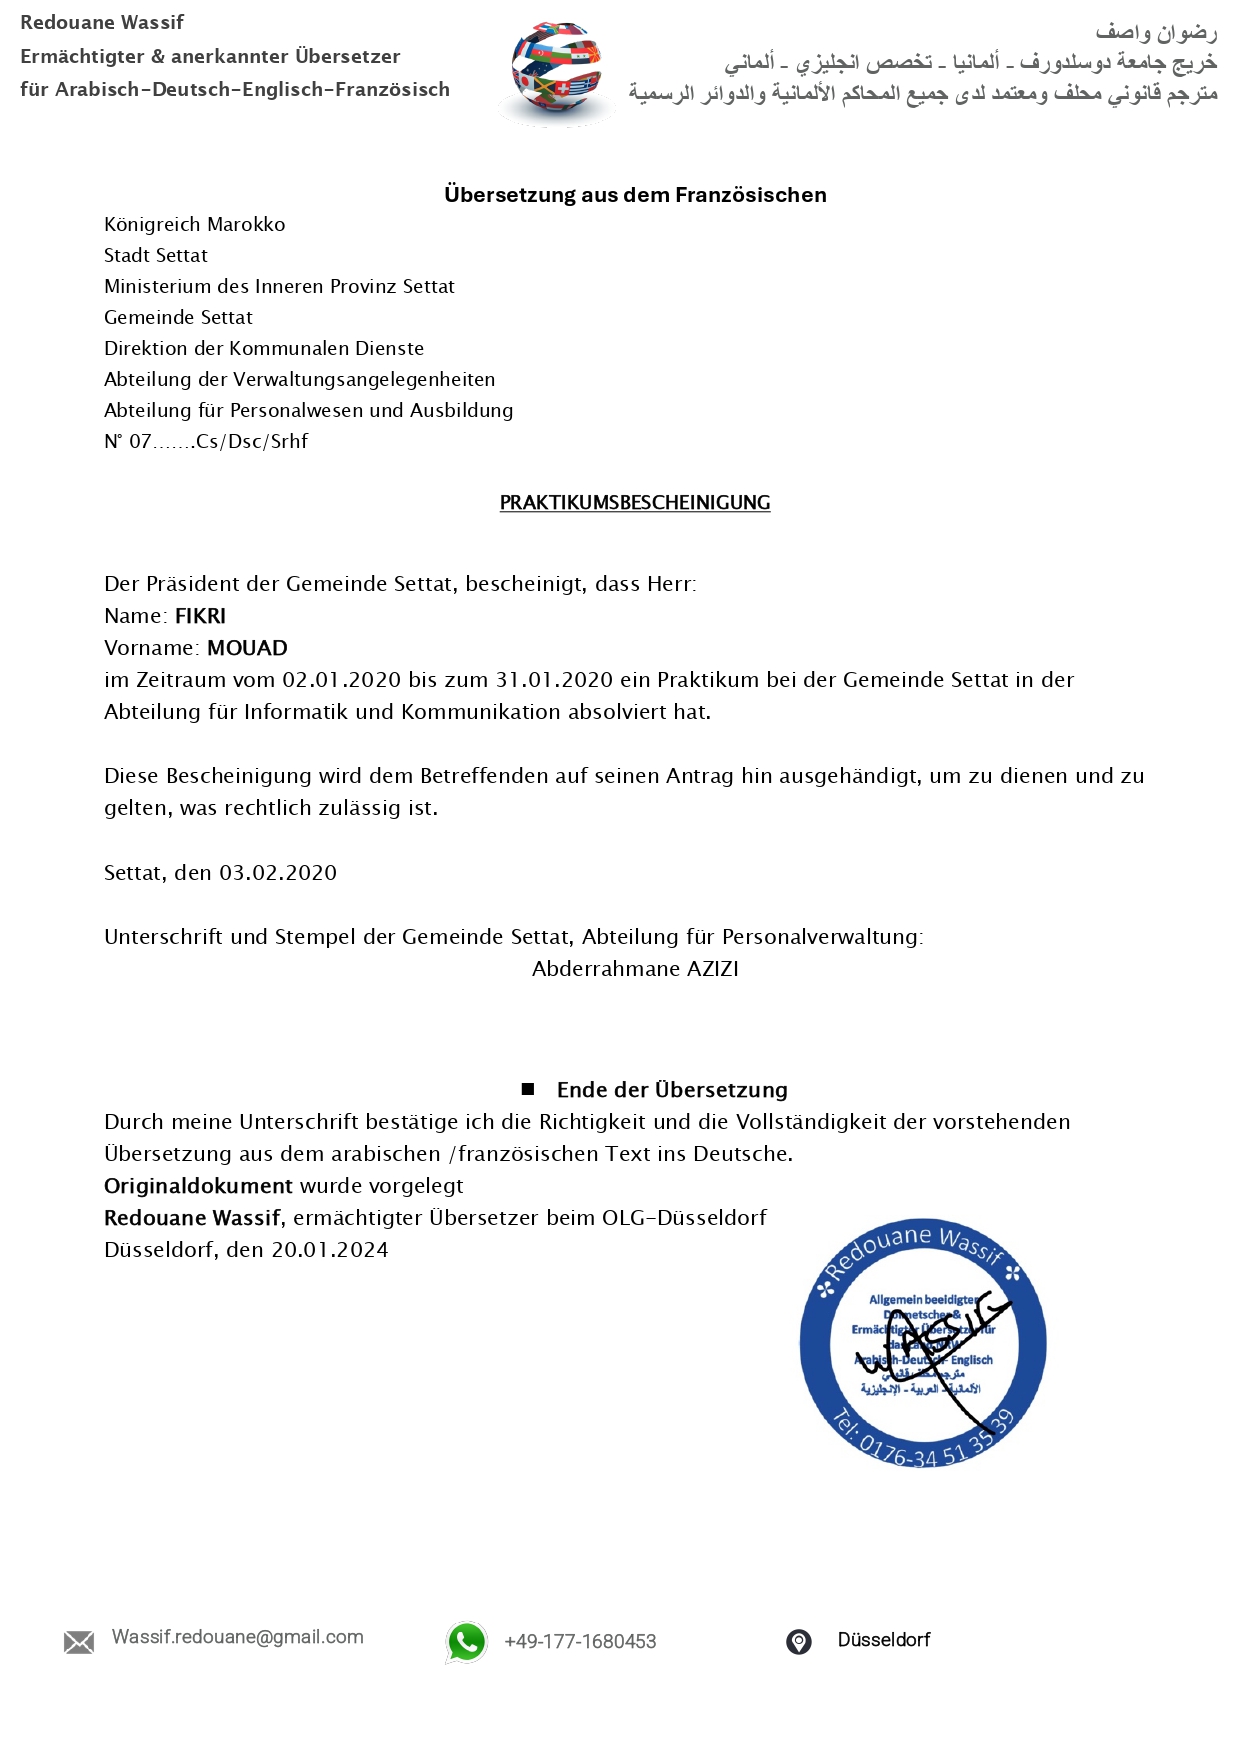 Redouane Wassif
Ermächtigter & anerkannter Übersetzer
für Arabisch-Deutsch-Englisch-Französisch
رضوان واصف
خريج جامعة دوسلدورف - ألمانيا - تخصص انجليزي - ألماني
مترجم قانوني محلف ومعتمد لدى جميع المحاكم الألمانية والدوائر الرسمية
Übersetzung aus dem Französischen
Königreich Marokko
Stadt Settat
Ministerium des Inneren Provinz Settat
Gemeinde Settat
Direktion der Kommunalen Dienste
Abteilung der Verwaltungsangelegenheiten
Abteilung für Personalwesen und Ausbildung
N° 07…….Cs/Dsc/Srhf
PRAKTIKUMSBESCHEINIGUNG
Der Präsident der Gemeinde Settat, bescheinigt, dass Herr:
Name: FIKRI
Vorname: MOUAD
im Zeitraum vom 02.01.2020 bis zum 31.01.2020 ein Praktikum bei der Gemeinde Settat in der
Abteilung für Informatik und Kommunikation absolviert hat.
Diese Bescheinigung wird dem Betreffenden auf seinen Antrag hin ausgehändigt, um zu dienen und zu
gelten, was rechtlich zulässig ist.
Settat, den 03.02.2020
Unterschrift und Stempel der Gemeinde Settat, Abteilung für Personalverwaltung:
Abderrahmane AZIZI
■ Ende der Übersetzung
Durch meine Unterschrift bestätige ich die Richtigkeit und die Vollständigkeit der vorstehenden
Übersetzung aus dem arabischen /französischen Text ins Deutsche.
Originaldokument wurde vorgelegt
Redouane Wassif, ermächtigter Übersetzer beim OLG-Düsseldorf
Düsseldorf, den 20.01.2024
Redouane Wassif
Allgemein beeidigter
Dolmetscher &
Ermächtigter Übersetzer für
das Land NRW
Arabisch-Deutsch- Englisch
مترجم محلف وقانوني
الألمانية - العربية - الإنجليزية
WASSIF
Tel: 0176-34 51 35 39
Wassif.redouane@gmail.com
+49-177-1680453
Düsseldorf